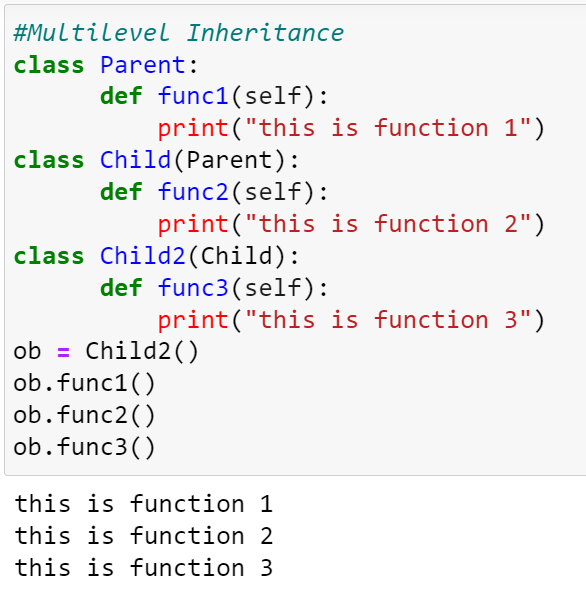 #Multilevel Inheritance
class Parent:
      def func1(self):
          print("this is function 1")
class Child(Parent):
      def func2(self):
          print("this is function 2")
class Child2(Child):
      def func3(self):
          print("this is function 3")
ob = Child2()
ob.func1()
ob.func2()
ob.func3()
this is function 1
this is function 2
this is function 3